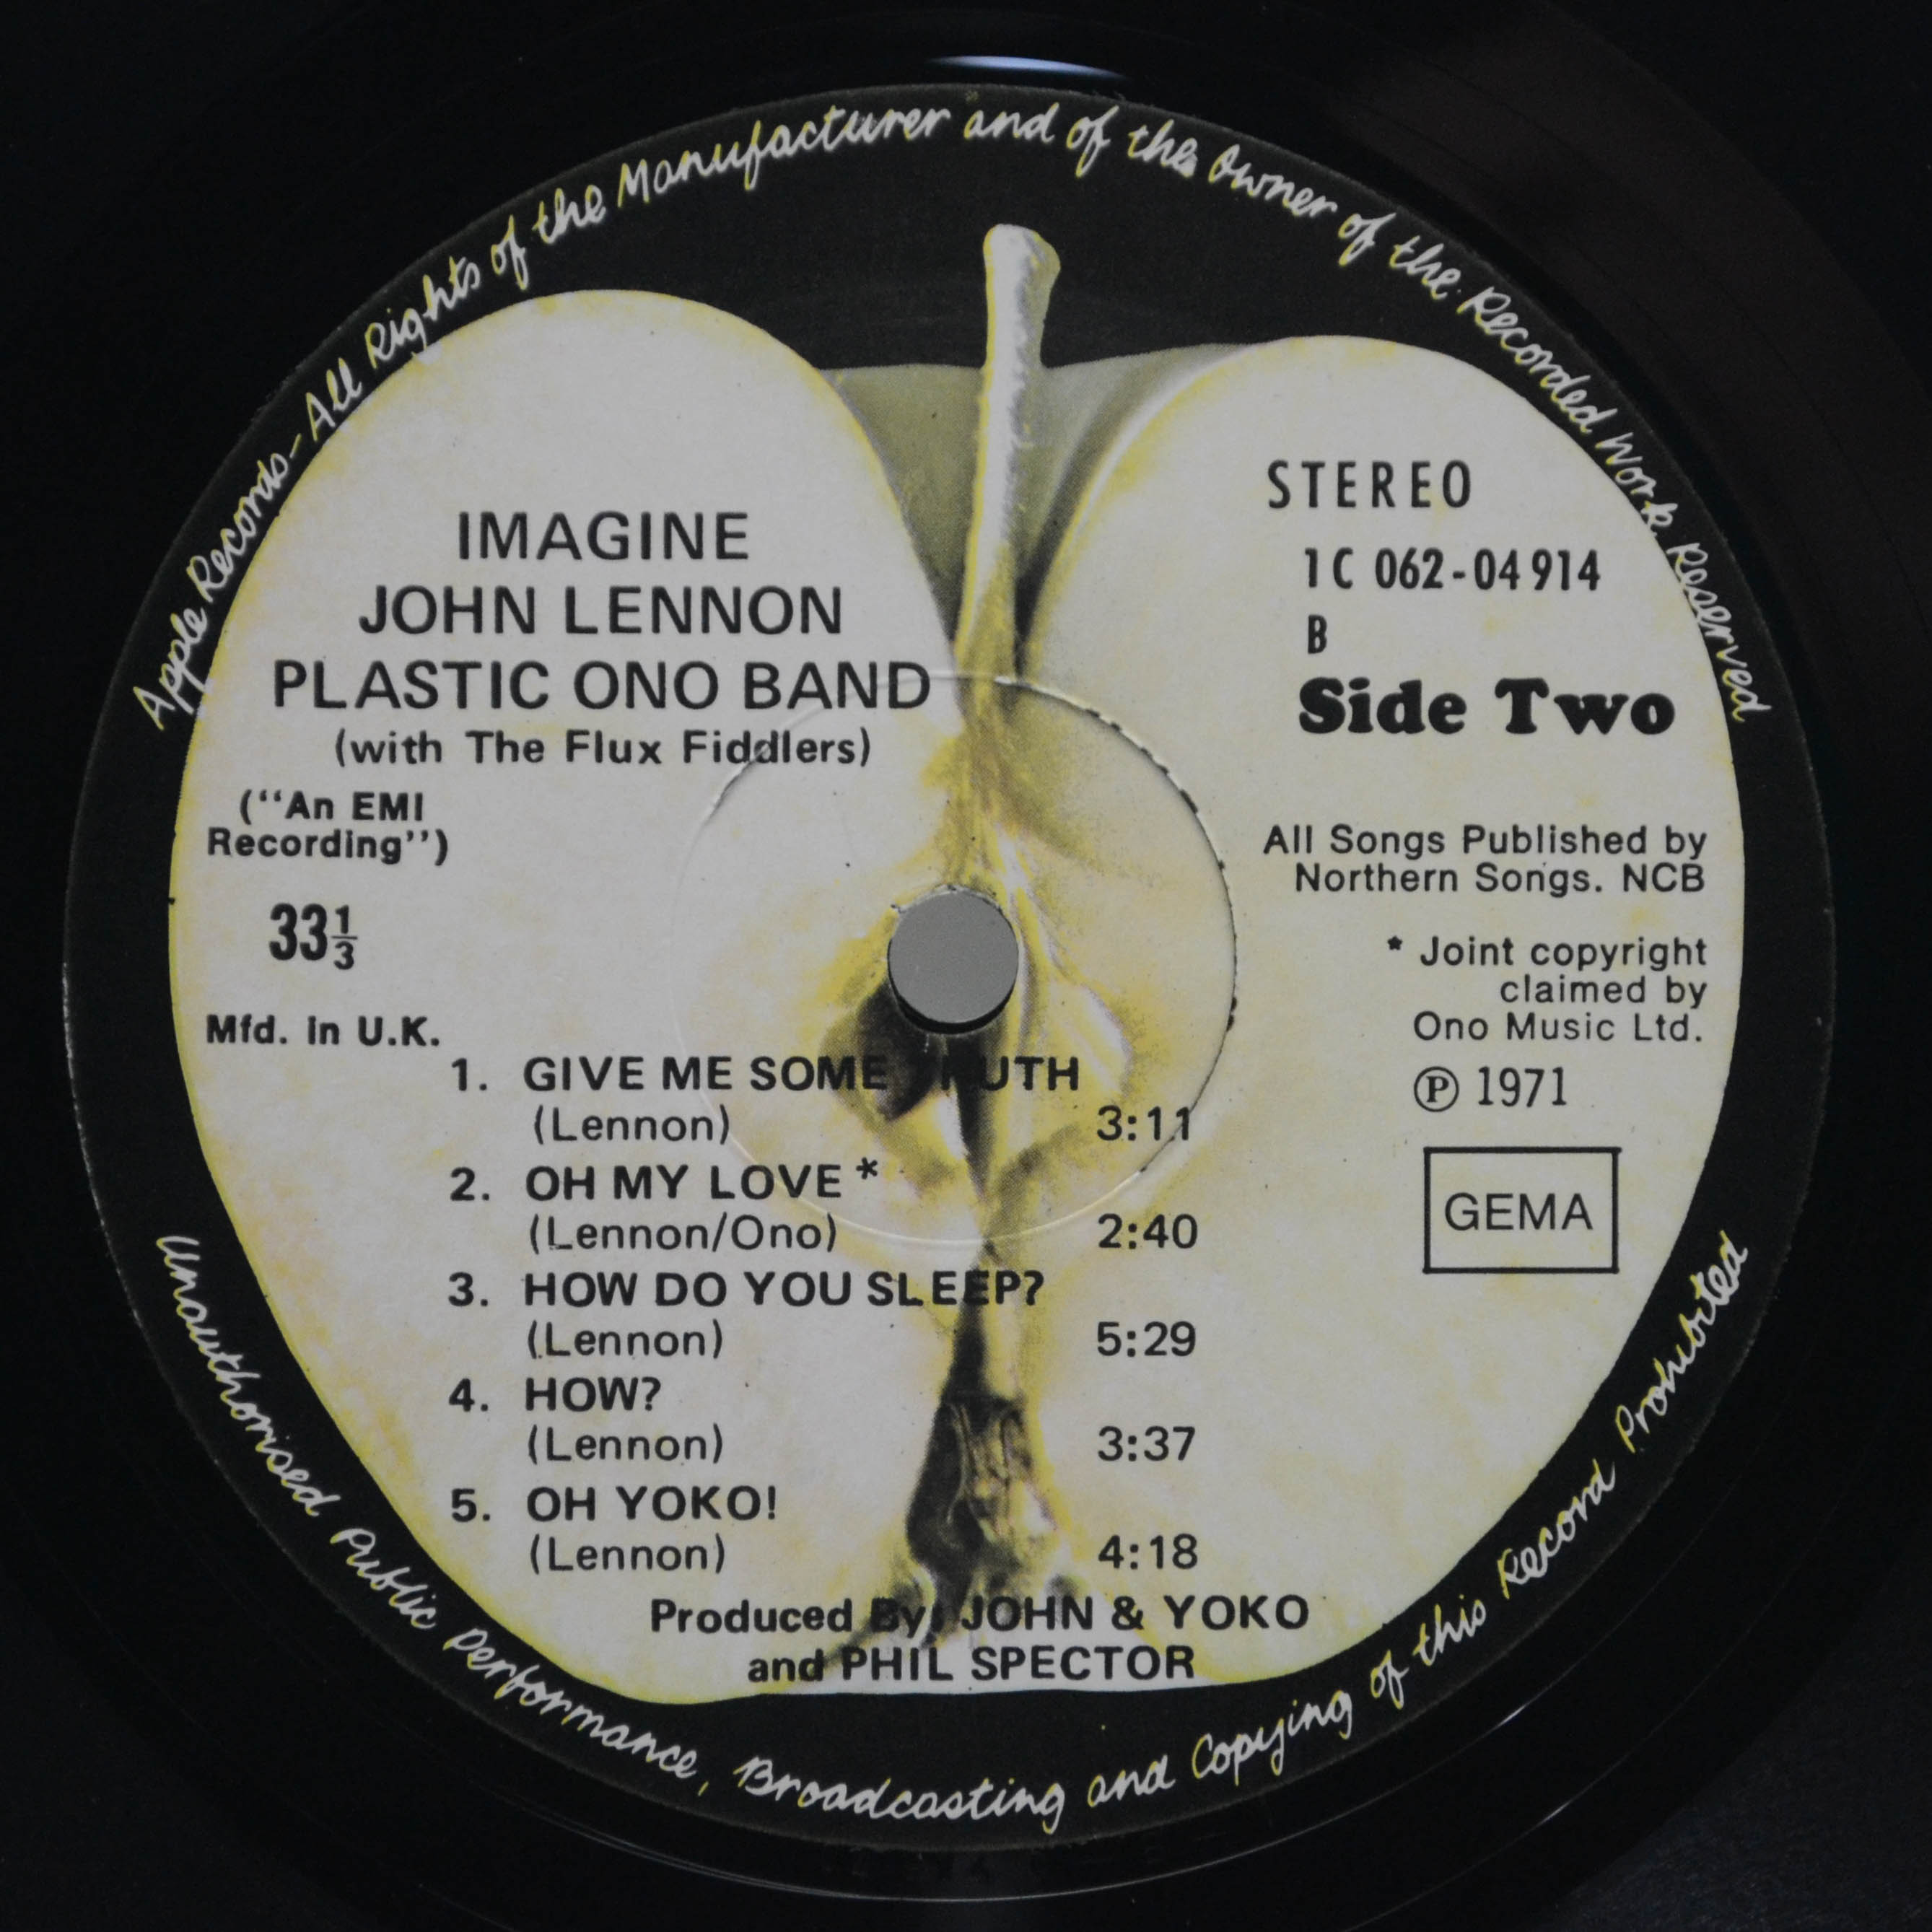 Apple Records - All Rights of the Manufacturer and of the Owner of the Recorded Work Reserved
IMAGINE
JOHN LENNON
PLASTIC ONO BAND
(with The Flux Fiddlers)
(“An EMI
Recording”)
33⅓
Mfd. In U.K.
STEREO
1C 062-04 914
B
Side Two
All Songs Published by
Northern Songs. NCB
* Joint copyright
claimed by
Ono Music Ltd.
Ⓟ 1971
GEMA
1. GIVE ME SOME TRUTH
(Lennon) 3:11
2. OH MY LOVE *
(Lennon/Ono) 2:40
3. HOW DO YOU SLEEP?
(Lennon) 5:29
4. HOW?
(Lennon) 3:37
5. OH YOKO!
(Lennon) 4:18
Produced By, JOHN & YOKO
and PHIL SPECTOR
Unauthorised Public Performance, Broadcasting and Copying of this Record Prohibited